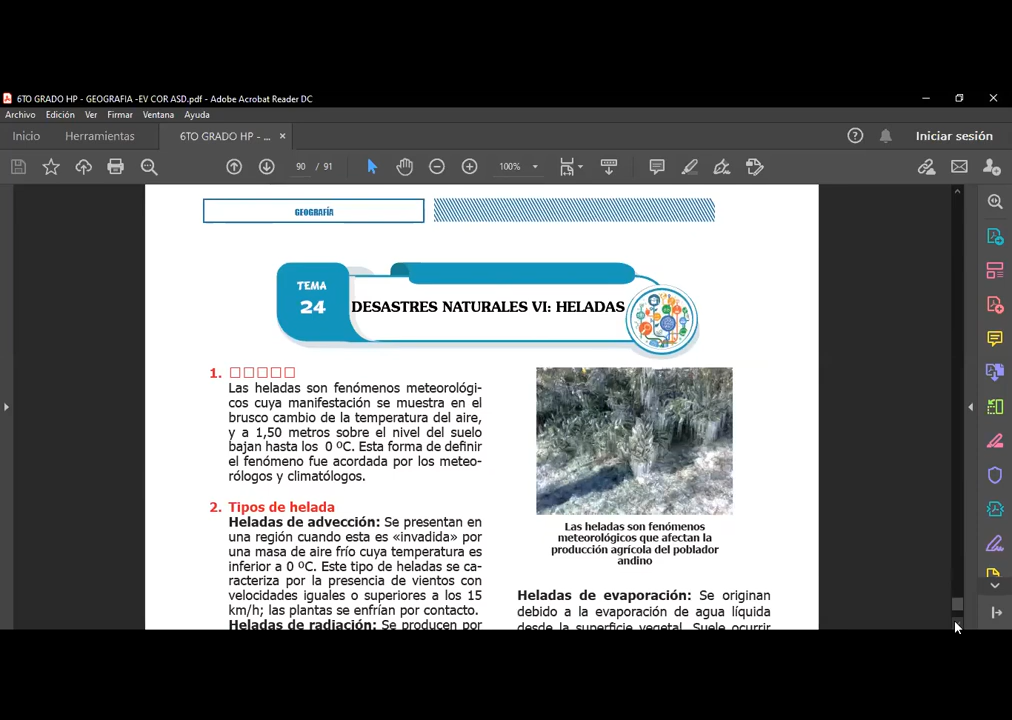 6TO GRADO HP - GEOGRAFIA -EV COR ASD.pdf - Adobe Acrobat Reader DC
Archivo Edición Ver Firmar Ventana Ayuda
Inicio Herramientas 6TO GRADO HP - ... × Iniciar sesión
90 / 91 100%
GEOGRAFÍA
TEMA
24
DESASTRES NATURALES VI: HELADAS
1. □□□□□
Las heladas son fenómenos meteorológi-
cos cuya manifestación se muestra en el
brusco cambio de la temperatura del aire,
y a 1,50 metros sobre el nivel del suelo
bajan hasta los 0 ºC. Esta forma de definir
el fenómeno fue acordada por los meteo-
rólogos y climatólogos.
2. Tipos de helada
Heladas de advección: Se presentan en
una región cuando esta es «invadida» por
una masa de aire frío cuya temperatura es
inferior a 0 ºC. Este tipo de heladas se ca-
racteriza por la presencia de vientos con
velocidades iguales o superiores a los 15
km/h; las plantas se enfrían por contacto.
Heladas de radiación: Se producen por
Las heladas son fenómenos
meteorológicos que afectan la
producción agrícola del poblador
andino
Heladas de evaporación: Se originan
debido a la evaporación de agua líquida
desde la superficie vegetal. Suele ocurrir